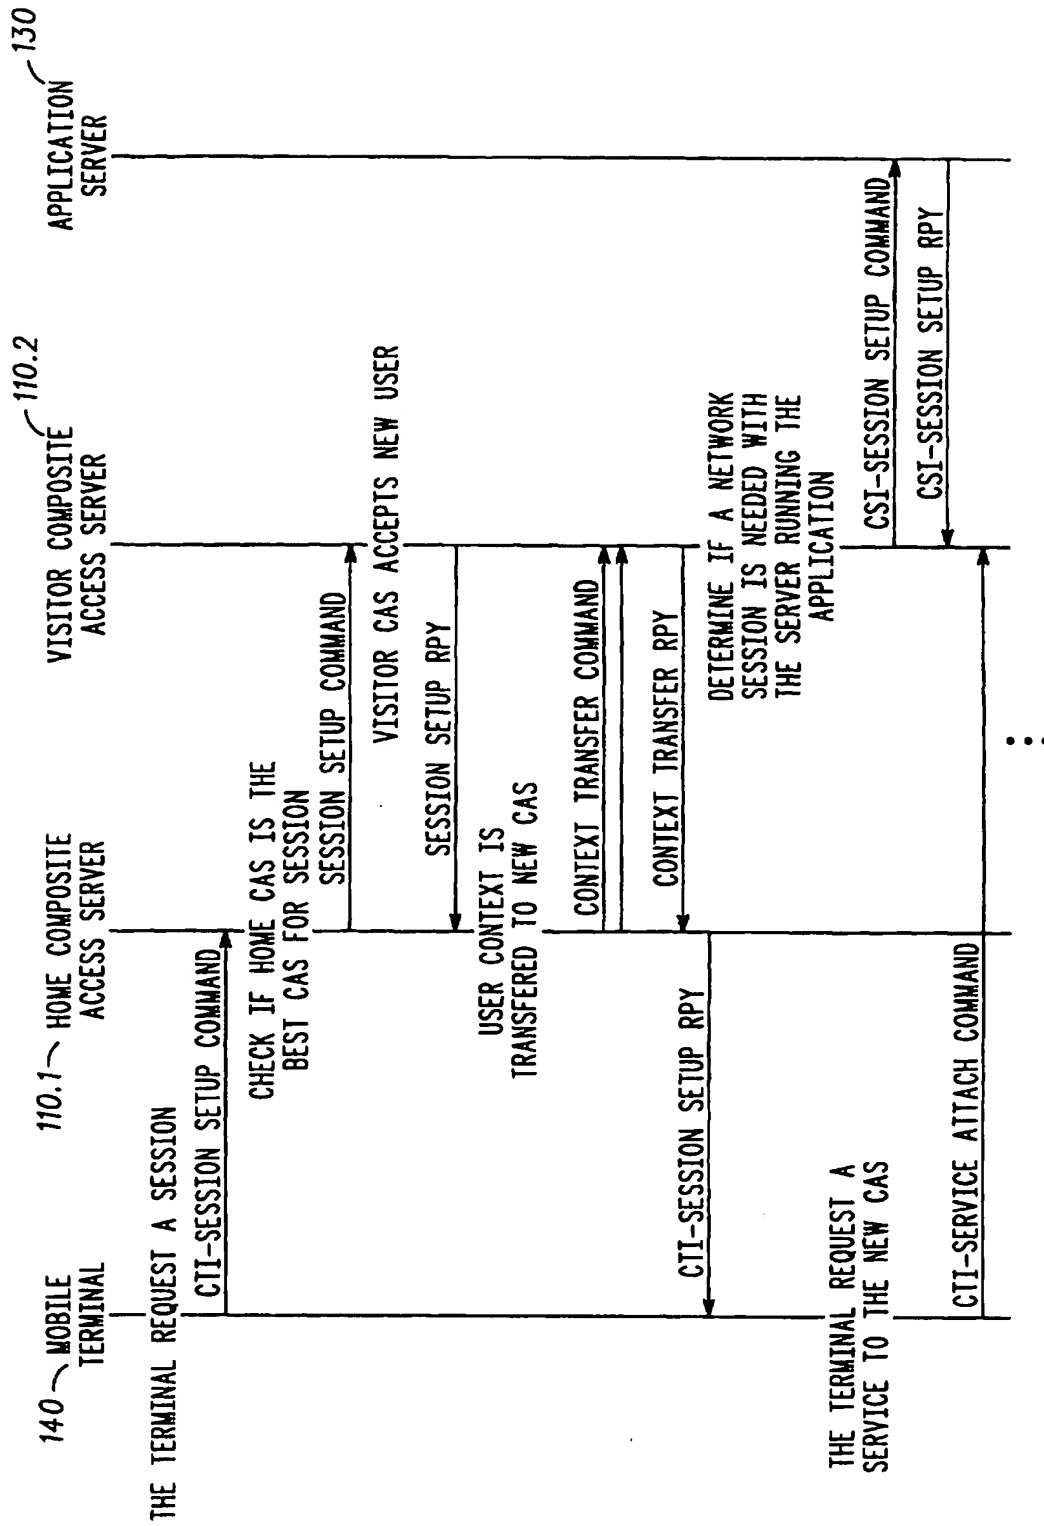 140
MOBILE
TERMINAL
110.1
HOME COMPOSITE
ACCESS SERVER
VISITOR COMPOSITE
ACCESS SERVER
110.2
APPLICATION
SERVER
130
THE TERMINAL REQUEST A SESSION
CTI-SESSION SETUP COMMAND
CHECK IF HOME CAS IS THE
BEST CAS FOR SESSION
SESSION SETUP COMMAND
VISITOR CAS ACCEPTS NEW USER
SESSION SETUP RPY
USER CONTEXT IS
TRANSFERED TO NEW CAS
CONTEXT TRANSFER COMMAND
CONTEXT TRANSFER RPY
CTI-SESSION SETUP RPY
DETERMINE IF A NETWORK
SESSION IS NEEDED WITH
THE SERVER RUNNING THE
APPLICATION
THE TERMINAL REQUEST A
SERVICE TO THE NEW CAS
CSI-SESSION SETUP COMMAND
CSI-SESSION SETUP RPY
CTI-SERVICE ATTACH COMMAND